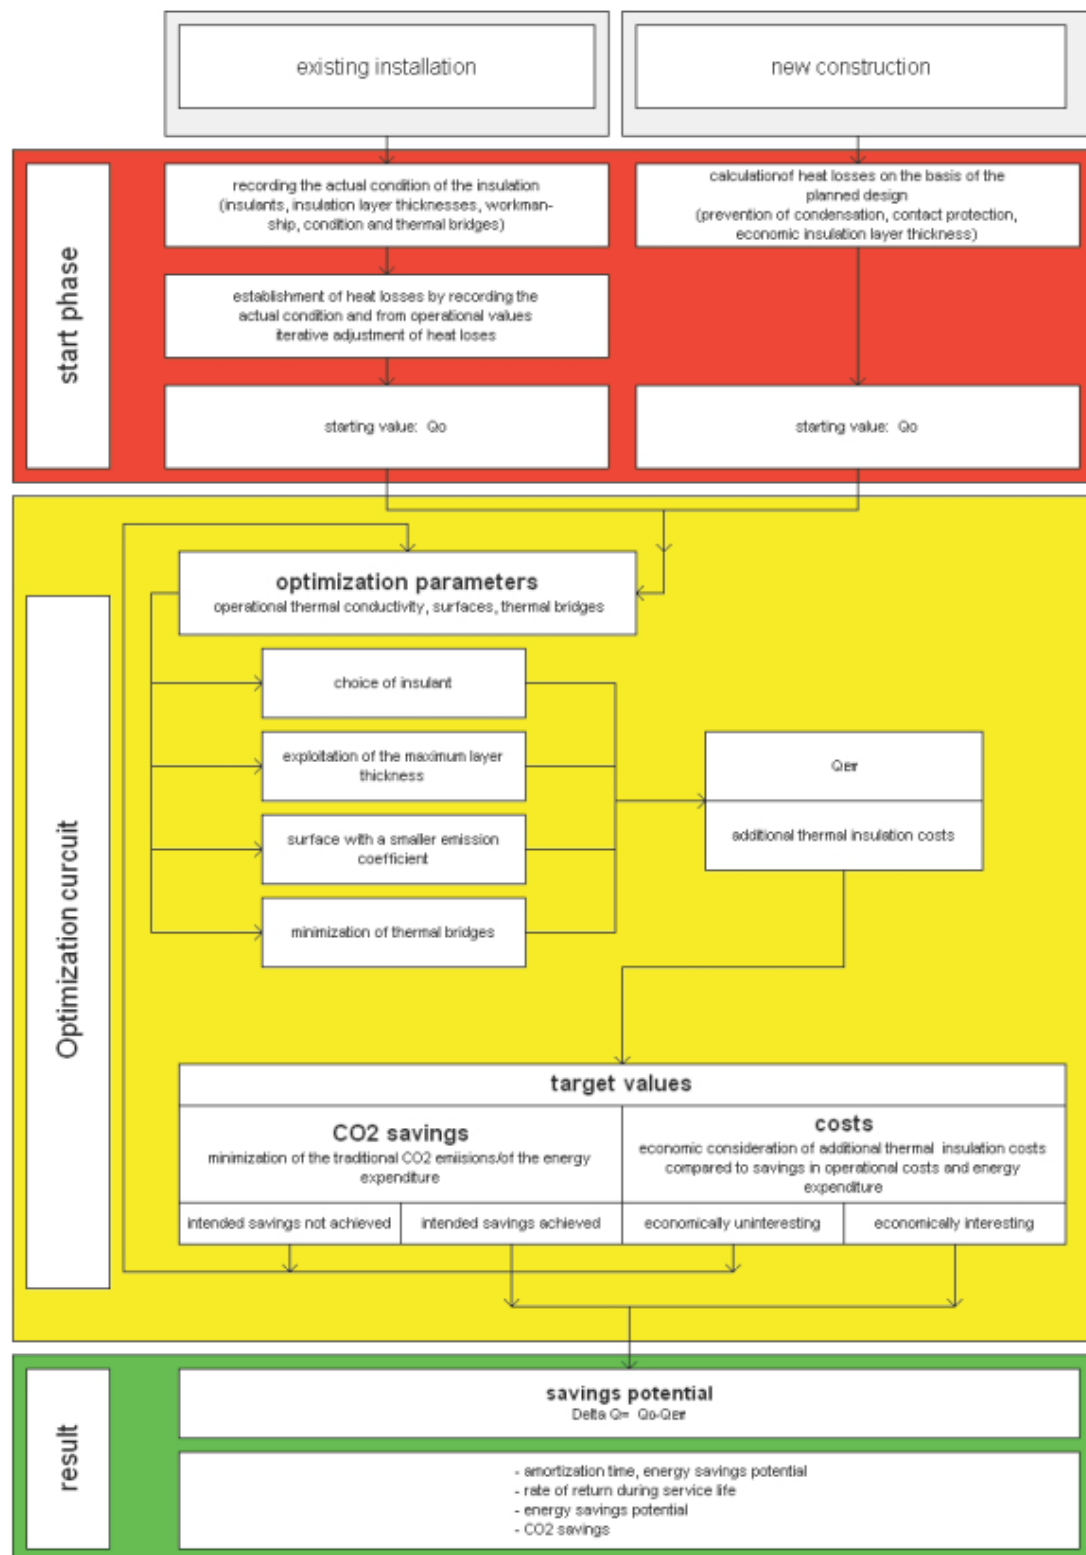 existing installation
new construction
start phase
recording the actual condition of the insulation
(insulants, insulation layer thicknesses, workman-
ship, condition and thermal bridges)
calculationof heat losses on the basis of the
planned design
(prevention of condensation, contact protection,
economic insulation layer thickness)
establishment of heat losses by recording the
actual condition and from operational values
iterative adjustment of heat loses
starting value: Qo
starting value: Qo
Optimization curcuit
optimization parameters
operational thermal conductivity, surfaces, thermal bridges
choice of insulant
exploitation of the maximum layer
thickness
surface with a smaller emission
coefficient
minimization of thermal bridges
QEff
additional thermal insulation costs
target values
CO2 savings
minimization of the traditional CO2 emiisions/of the energy
expenditure
costs
economic consideration of additional thermal insulation costs
compared to savings in operational costs and energy
expenditure
intended savings not achieved
intended savings achieved
economically uninteresting
economically interesting
result
savings potential
Delta Q= Qo-QEff
- amortization time, energy savings potential
- rate of return during service life
- energy savings potential
- CO2 savings